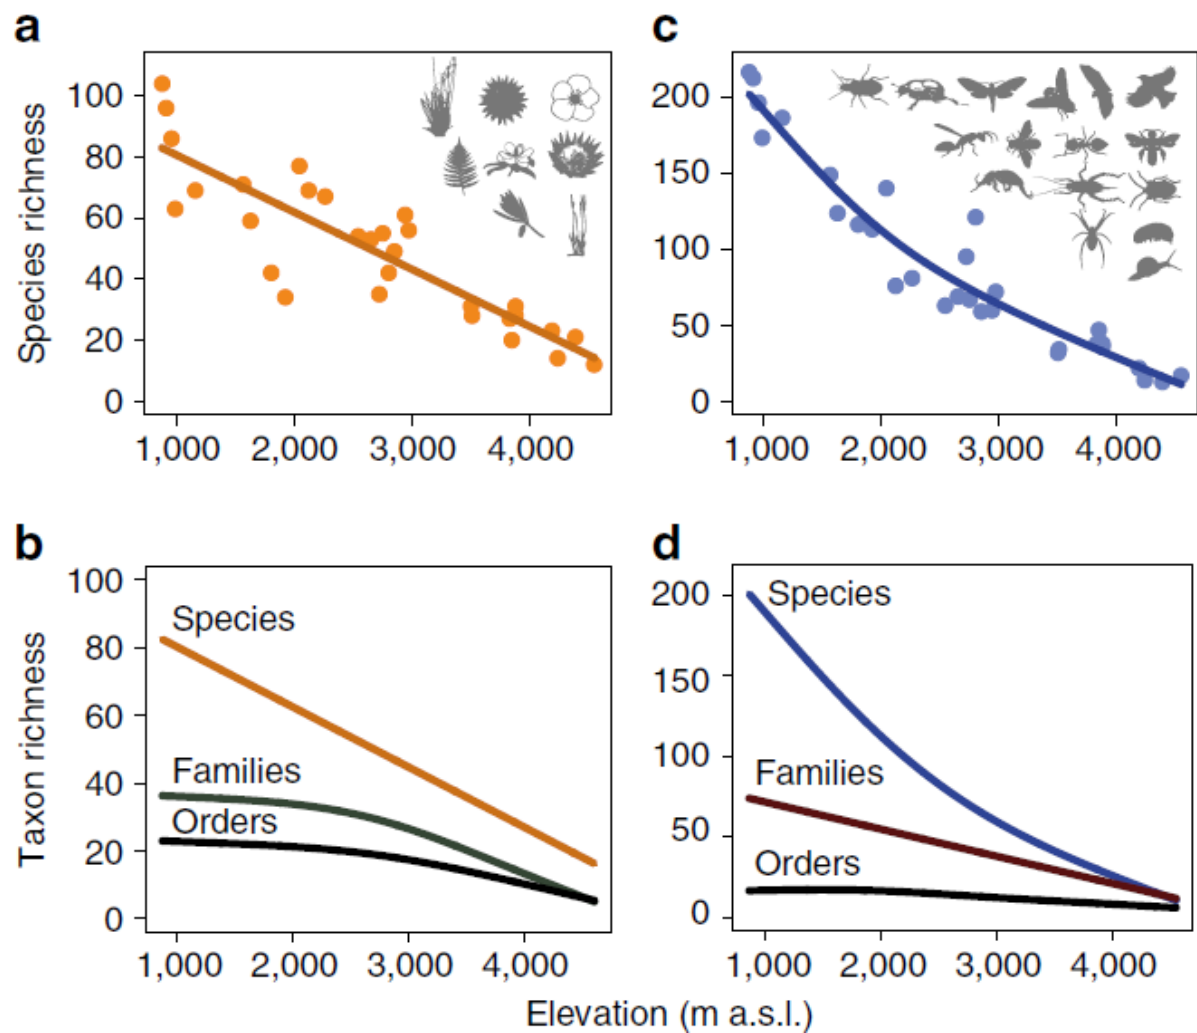 a
c
Species richness
100
80
60
40
20
0
1,000 2,000 3,000 4,000
200
150
100
50
0
1,000 2,000 3,000 4,000
b
d
Taxon richness
100
80
60
40
20
0
Species
Families
Orders
1,000 2,000 3,000 4,000
200
150
100
50
0
Species
Families
Orders
1,000 2,000 3,000 4,000
Elevation (m a.s.l.)